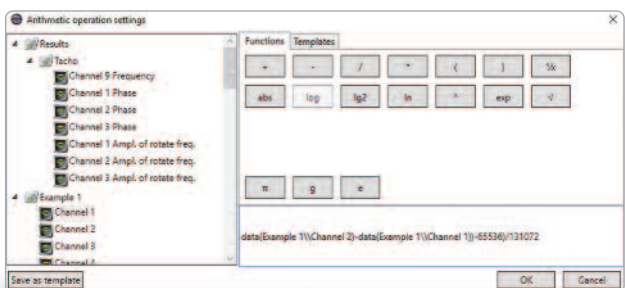 Arithmetic operation settings
Results
Tacho
Channel 9 Frequency
Channel 1 Phase
Channel 2 Phase
Channel 3 Phase
Channel 1 Ampl. of rotate freq.
Channel 2 Ampl. of rotate freq.
Channel 3 Ampl. of rotate freq.
Example 1
Channel 1
Channel 2
Channel 3
Channel 4
Save as template
Functions Templates
+ - / * ( ) 1/x
abs log lg2 ln ^ exp √
π g e
data(Example 1\\Channel 2)-data(Example 1\\Channel 1))-65536)/131072
OK Cancel